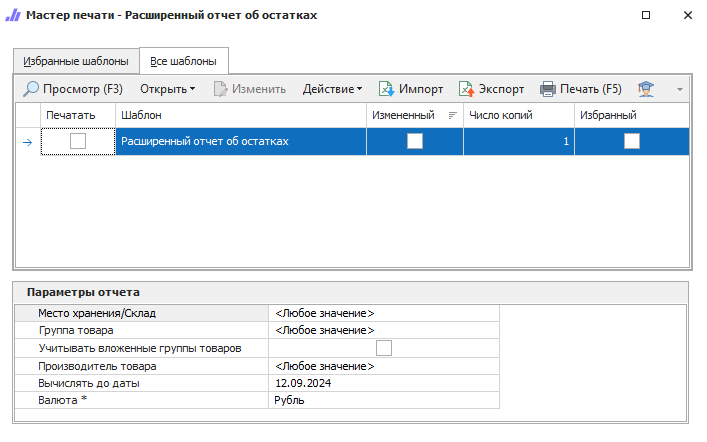 Мастер печати - Расширенный отчет об остатках
Избранные шаблоны Все шаблоны
Просмотр (F3) Открыть Изменить Действие Импорт Экспорт Печать (F5)
Печатать Шаблон Измененный Число копий Избранный
Расширенный отчет об остатках 1
Параметры отчета
Место хранения/Склад <Любое значение>
Группа товара <Любое значение>
Учитывать вложенные группы товаров
Производитель товара <Любое значение>
Вычислять до даты 12.09.2024
Валюта * Рубль